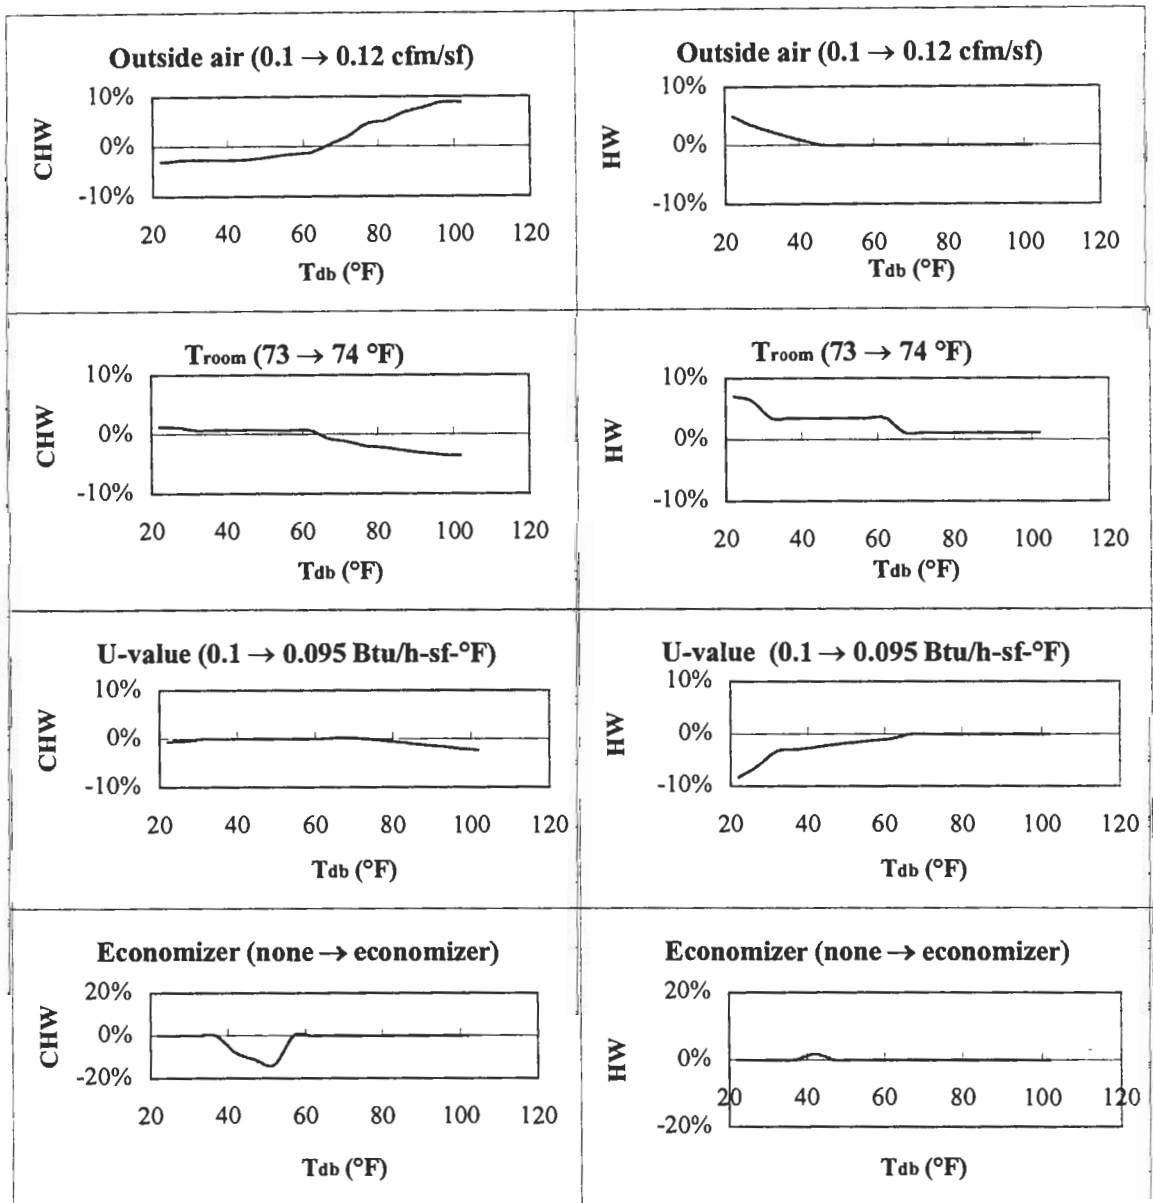 Outside air (0.1 → 0.12 cfm/sf)
CHW
10%
0%
-10%
20 40 60 80 100 120
Tdb (°F)
Outside air (0.1 → 0.12 cfm/sf)
HW
10%
0%
-10%
20 40 60 80 100 120
Tdb (°F)
Troom (73 → 74 °F)
CHW
10%
0%
-10%
20 40 60 80 100 120
Tdb (°F)
Troom (73 → 74 °F)
HW
10%
0%
-10%
20 40 60 80 100 120
Tdb (°F)
U-value (0.1 → 0.095 Btu/h-sf-°F)
CHW
10%
0%
-10%
20 40 60 80 100 120
Tdb (°F)
U-value (0.1 → 0.095 Btu/h-sf-°F)
HW
10%
0%
-10%
20 40 60 80 100 120
Tdb (°F)
Economizer (none → economizer)
CHW
20%
0%
-20%
20 40 60 80 100 120
Tdb (°F)
Economizer (none → economizer)
HW
20%
0%
-20%
20 40 60 80 100 120
Tdb (°F)